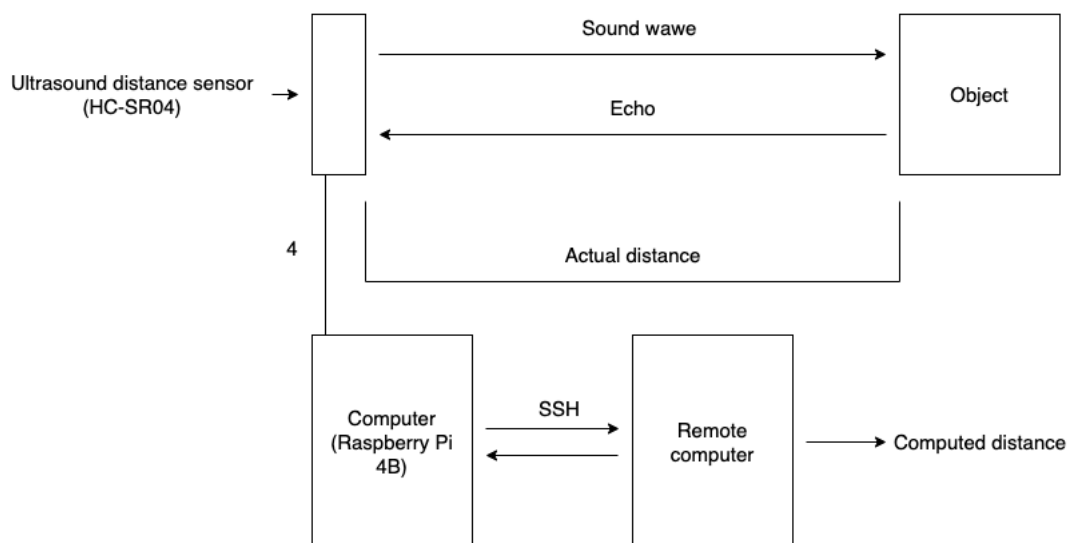 Sound wawe
Ultrasound distance sensor
(HC-SR04)
Object
Echo
4
Actual distance
Computer
(Raspberry Pi
4B)
SSH
Remote
computer
Computed distance